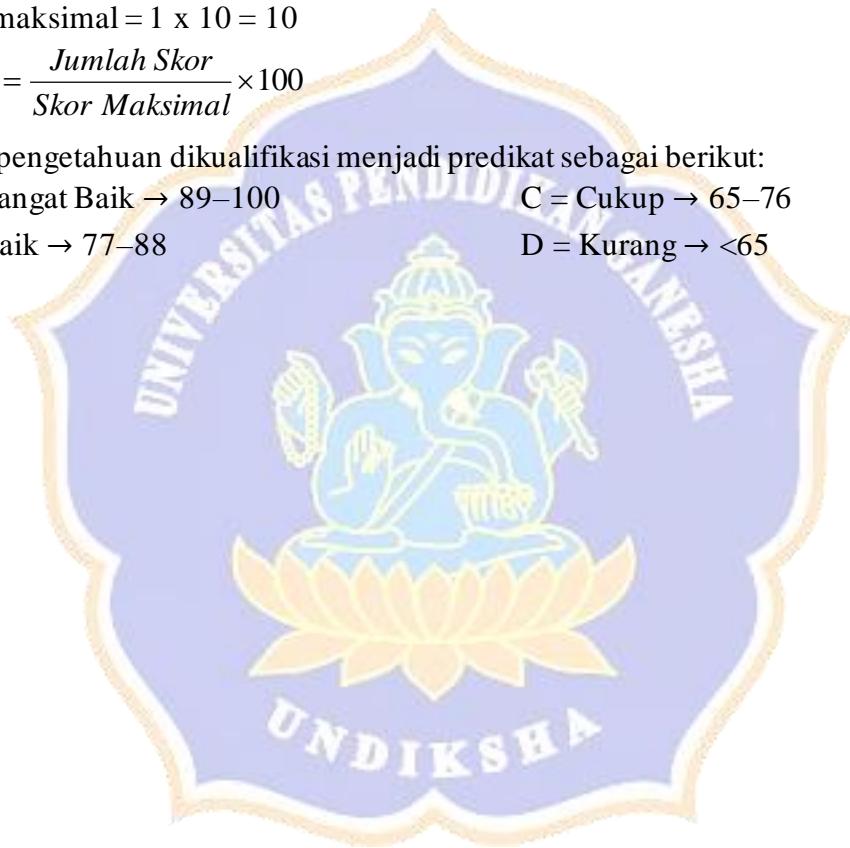 maksimal = 1 x 10 = 10
= Jumlah Skor / Skor Maksimal × 100
pengetahuan dikualifikasi menjadi predikat sebagai berikut:
angat Baik → 89–100 C = Cukup → 65–76
aik → 77–88 D = Kurang → <65
UNIVERSITAS PENDIDIKAN GANESHA
UNDIKSHA